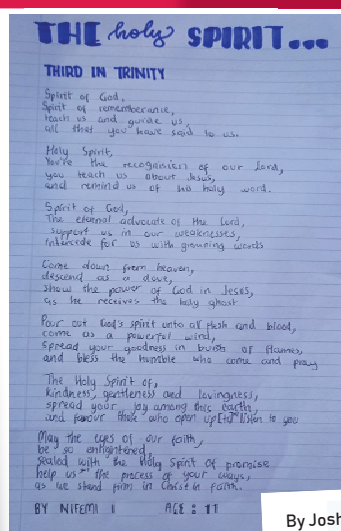 THE holy SPIRIT...
THIRD IN TRINITY
Spirit of God,
Spirit of rememberance,
teach us and guide us,
all that you have said to us.
Holy Spirit,
You're the of our lord,
you teach us about Jesus,
and remind us of his holy word.
Spirit of God,
The eternal advocate of the Lord,
support us in our weaknesses,
intercede for us with groaning words
Come down from heaven,
descend as a dove,
show the power of God in Jesus,
as he receives the holy ghost
Pour out God's spirit unto all flesh and blood,
come as a powerful wind,
spread your goodness in bursts of flames,
and bless the humble who come and pray
The Holy Spirit of,
kindness, gentleness and lovingness,
spread your joy among this earth,
and favour those who open up to listen to you
May the eyes of our faith,
be so enlightened,
sealed with the Holy Spirit of promise
help us the process of your ways,
as we stand firm in Christ in faith.
BY NIFEMI I AGE: 11
By Josh